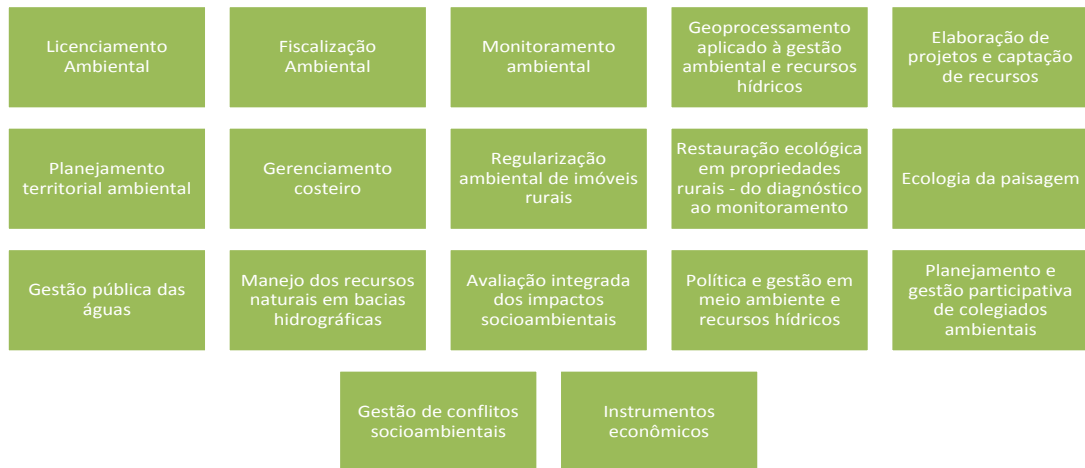 Licenciamento
Ambiental
Fiscalização
Ambiental
Monitoramento
ambiental
Geoprocessamento
aplicado à gestão
ambiental e recursos
hídricos
Elaboração de
projetos e captação
de recursos
Planejamento
territorial ambiental
Gerenciamento
costeiro
Regularização
ambiental de imóveis
rurais
Restauração ecológica
em propriedades
rurais - do diagnóstico
ao monitoramento
Ecologia da paisagem
Gestão pública das
águas
Manejo dos recursos
naturais em bacias
hidrográficas
Avaliação integrada
dos impactos
socioambientais
Política e gestão em
meio ambiente e
recursos hídricos
Planejamento e
gestão participativa
de colegiados
ambientais
Gestão de conflitos
socioambientais
Instrumentos
econômicos